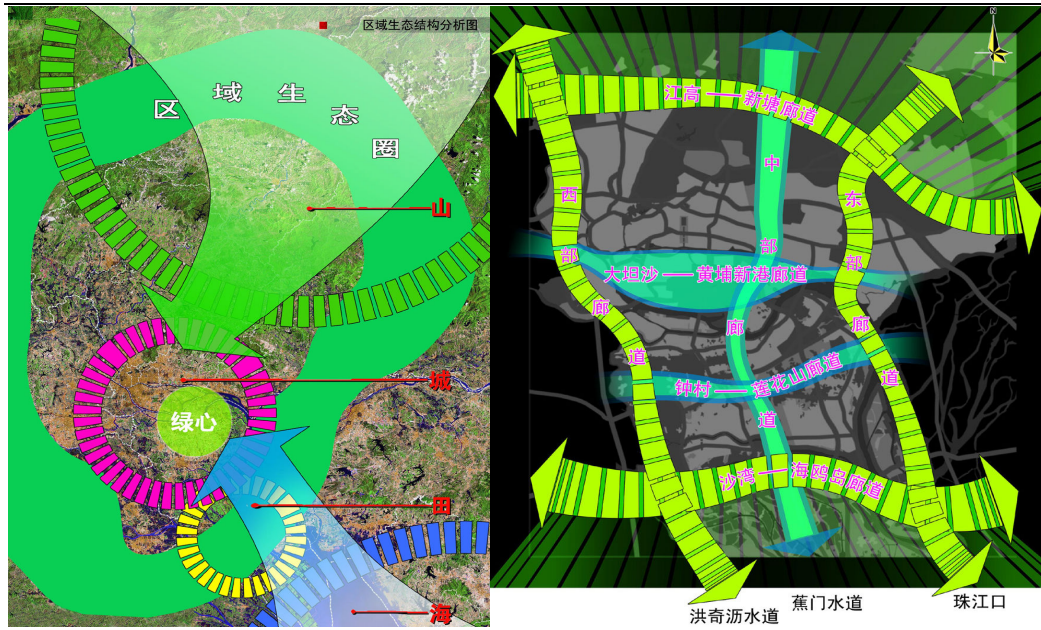 区域生态结构分析图
区域生态圈
山
城
绿心
田
海
N
江高——新塘廊道
西部廊道
中部廊道
东部廊道
大坦沙——黄埔新港廊道
钟村——莲花山廊道
沙湾——海鸥岛廊道
洪奇沥水道
蕉门水道
珠江口